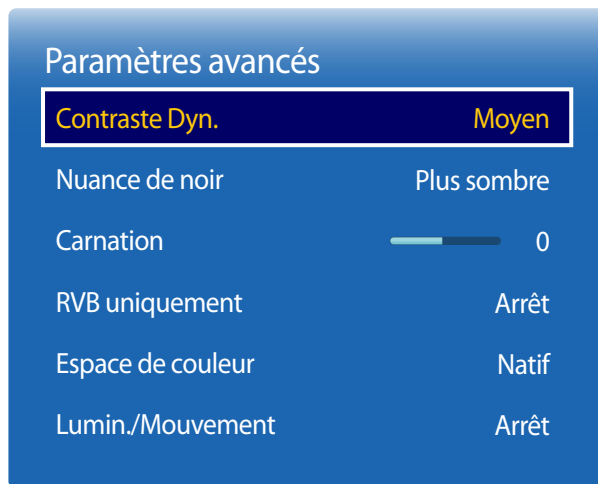 Paramètres avancés
Contraste Dyn. Moyen
Nuance de noir Plus sombre
Carnation 0
RVB uniquement Arrêt
Espace de couleur Natif
Lumin./Mouvement Arrêt